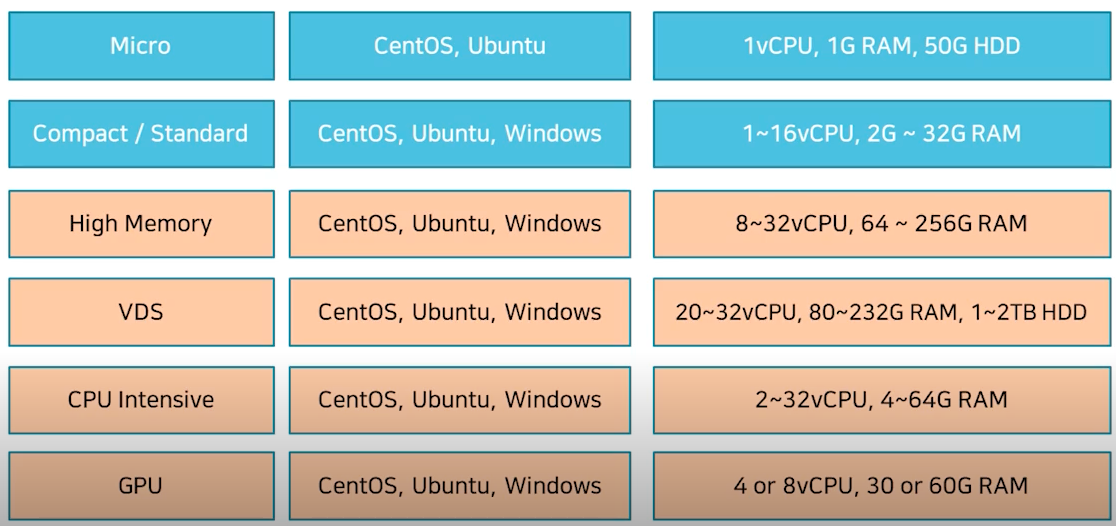 Micro CentOS, Ubuntu 1vCPU, 1G RAM, 50G HDD
Compact / Standard CentOS, Ubuntu, Windows 1~16vCPU, 2G ~ 32G RAM
High Memory CentOS, Ubuntu, Windows 8~32vCPU, 64 ~ 256G RAM
VDS CentOS, Ubuntu, Windows 20~32vCPU, 80~232G RAM, 1~2TB HDD
CPU Intensive CentOS, Ubuntu, Windows 2~32vCPU, 4~64G RAM
GPU CentOS, Ubuntu, Windows 4 or 8vCPU, 30 or 60G RAM